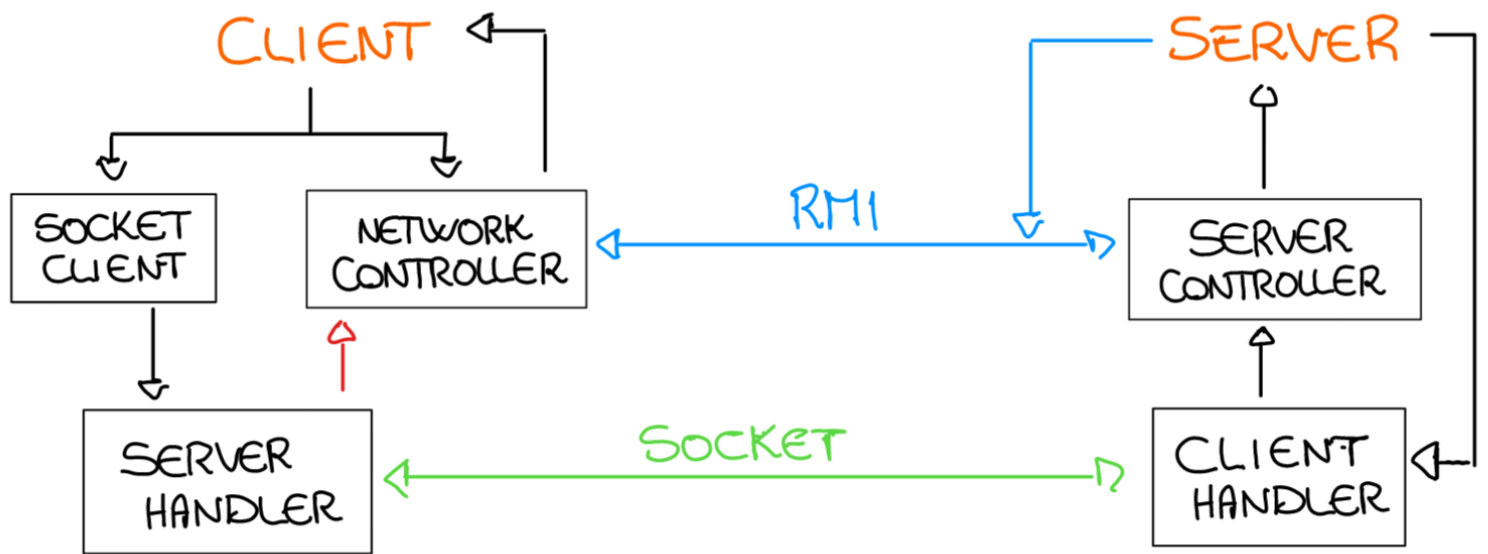 CLIENT
SERVER
RMI
SOCKET
CLIENT
NETWORK
CONTROLLER
SERVER
CONTROLLER
SOCKET
SERVER
HANDLER
CLIENT
HANDLER